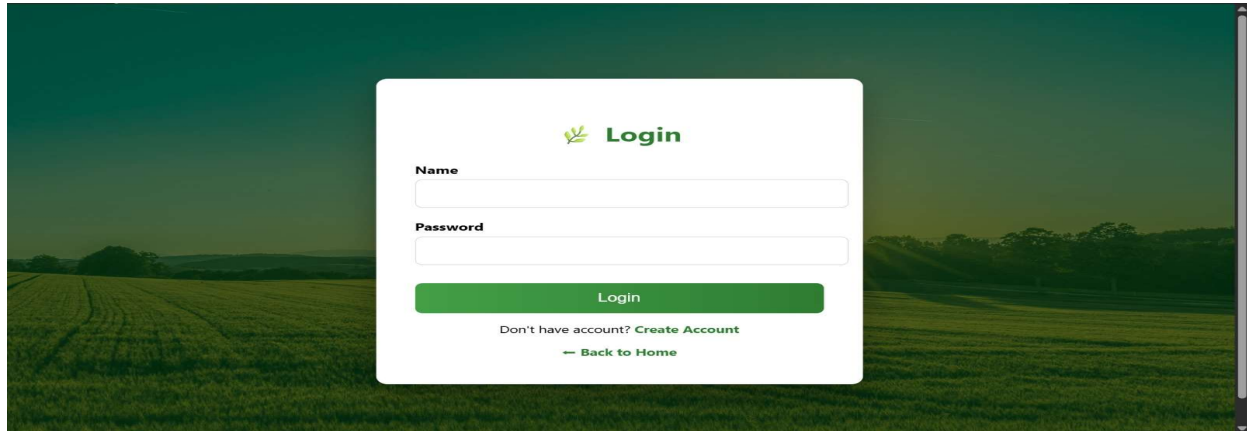 Login
Name
Password
Login
Don't have account? Create Account
← Back to Home